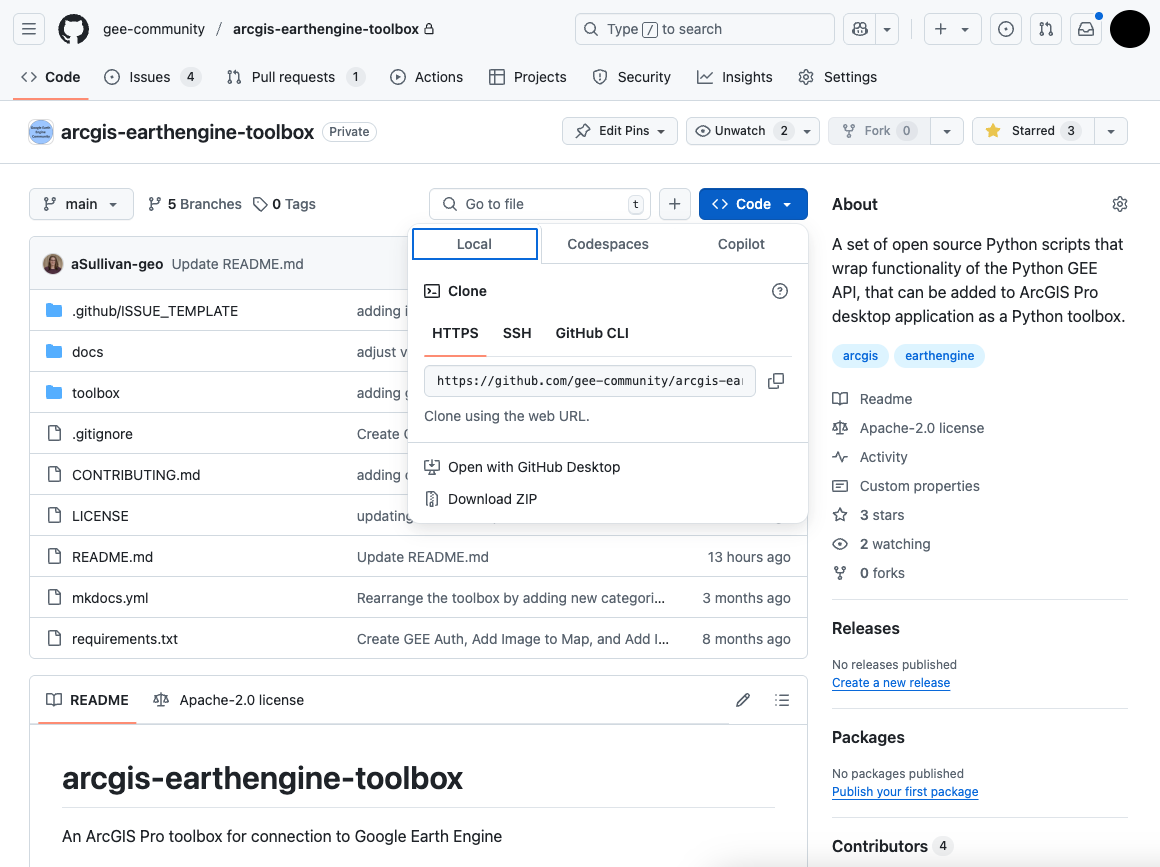 gee-community / arcgis-earthengine-toolbox
Type / to search
Code
Issues 4
Pull requests 1
Actions
Projects
Security
Insights
Settings
arcgis-earthengine-toolbox Private
Edit Pins
Unwatch 2
Fork 0
Starred 3
main
5 Branches
0 Tags
Go to file t
Code
aSullivan-geo Update README.md
.github/ISSUE_TEMPLATE adding
docs adjust
toolbox adding
.gitignore Create
CONTRIBUTING.md adding
LICENSE updating
README.md Update README.md 13 hours ago
mkdocs.yml Rearrange the toolbox by adding new categori... 3 months ago
requirements.txt Create GEE Auth, Add Image to Map, and Add I... 8 months ago
Local Codespaces Copilot
Clone
HTTPS SSH GitHub CLI
https://github.com/gee-community/arcgis-ear
Clone using the web URL.
Open with GitHub Desktop
Download ZIP
README
Apache-2.0 license
arcgis-earthengine-toolbox
An ArcGIS Pro toolbox for connection to Google Earth Engine
About
A set of open source Python scripts that
wrap functionality of the Python GEE
API, that can be added to ArcGIS Pro
desktop application as a Python toolbox.
arcgis earthengine
Readme
Apache-2.0 license
Activity
Custom properties
3 stars
2 watching
0 forks
Releases
No releases published
Create a new release
Packages
No packages published
Publish your first package
Contributors 4